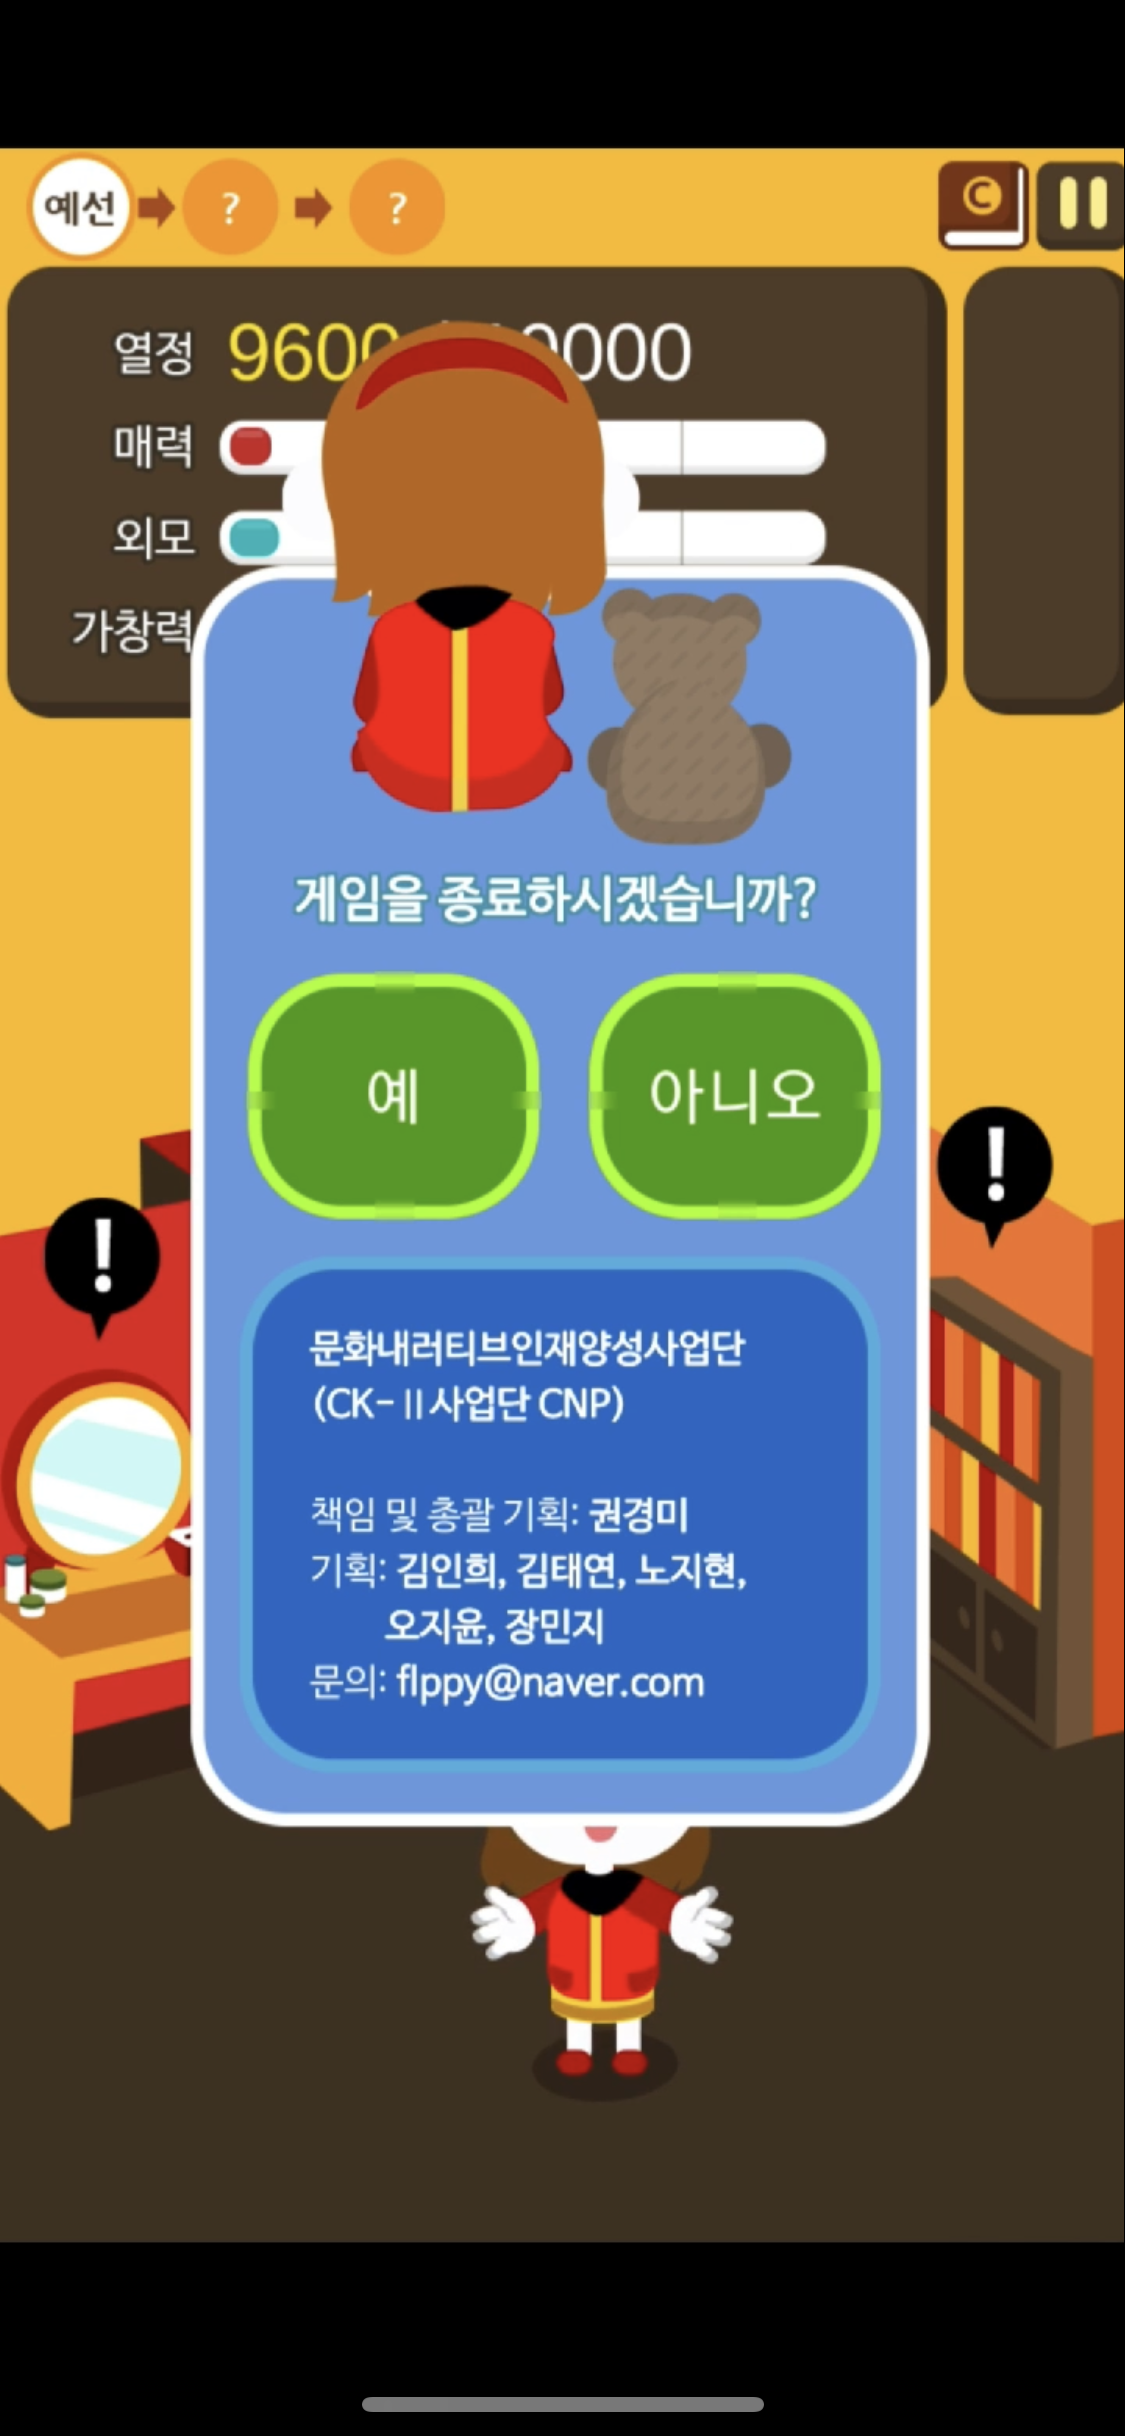 예선 ? ?
C
열정 9600 0000
매력
외모
가창력
게임을 종료하시겠습니까?
예 아니오
!
!
문화내러티브인재양성사업단
(CK-Ⅱ사업단 CNP)
책임 및 총괄 기획: 권경미
기획: 김인희, 김태연, 노지현,
오지윤, 장민지
문의: flppy@naver.com